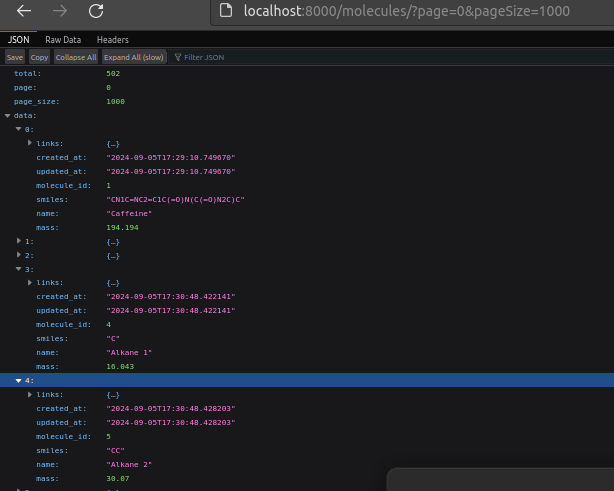 localhost:8000/molecules/?page=0&pageSize=1000
JSON Raw Data Headers
Save Copy Collapse All Expand All (slow) Filter JSON
total: 502
page: 0
page_size: 1000
data:
0:
links: {…}
created_at: "2024-09-05T17:29:10.749670"
updated_at: "2024-09-05T17:29:10.749670"
molecule_id: 1
smiles: "CN1C=NC2=C1C(=O)N(C(=O)N2C)C"
name: "Caffeine"
mass: 194.194
1: {…}
2: {…}
3:
links: {…}
created_at: "2024-09-05T17:30:48.422141"
updated_at: "2024-09-05T17:30:48.422141"
molecule_id: 4
smiles: "C"
name: "Alkane 1"
mass: 16.043
4:
links: {…}
created_at: "2024-09-05T17:30:48.428203"
updated_at: "2024-09-05T17:30:48.428203"
molecule_id: 5
smiles: "CC"
name: "Alkane 2"
mass: 30.07